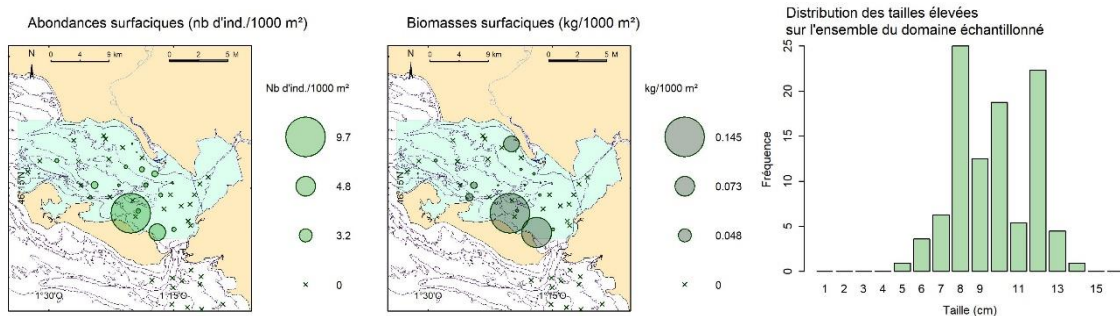 Abondances surfaciques (nb d'ind./1000 m²)
N
0 4 9 km
0 2 5 M
46°15'N
1°30'O
1°15'O
Nb d'ind./1000 m²
9.7
4.8
3.2
0
Biomasses surfaciques (kg/1000 m²)
N
0 4 9 km
0 2 5 M
46°15'N
1°30'O
1°15'O
kg/1000 m²
0.145
0.073
0.048
0
Distribution des tailles élevées
sur l'ensemble du domaine échantillonné
Fréquence
25
20
15
10
5
0
1 2 3 4 5 6 7 8 9 11 13 15
Taille (cm)